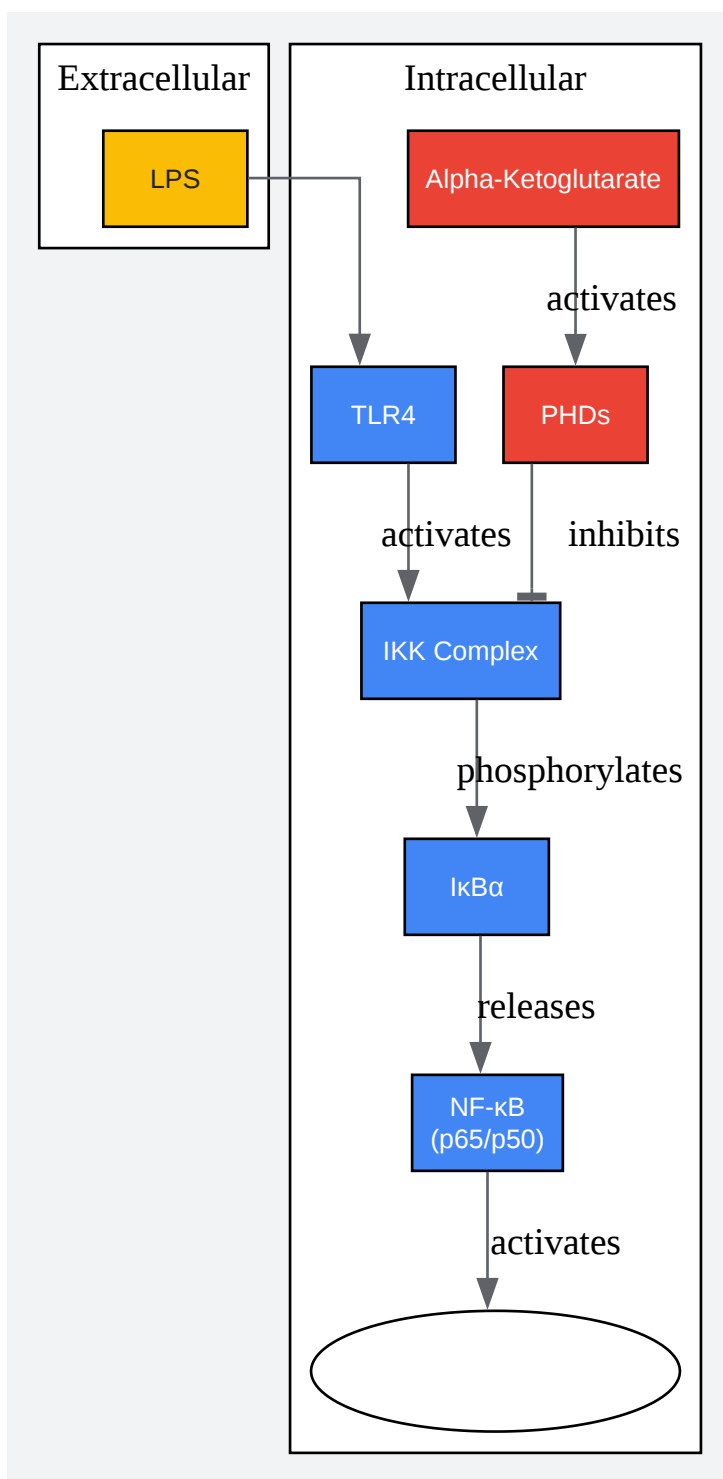 Extracellular
Intracellular
LPS
Alpha-Ketoglutarate
activates
TLR4
PHDs
activates
inhibits
IKK Complex
phosphorylates
IκBα
releases
NF-κB
(p65/p50)
activates